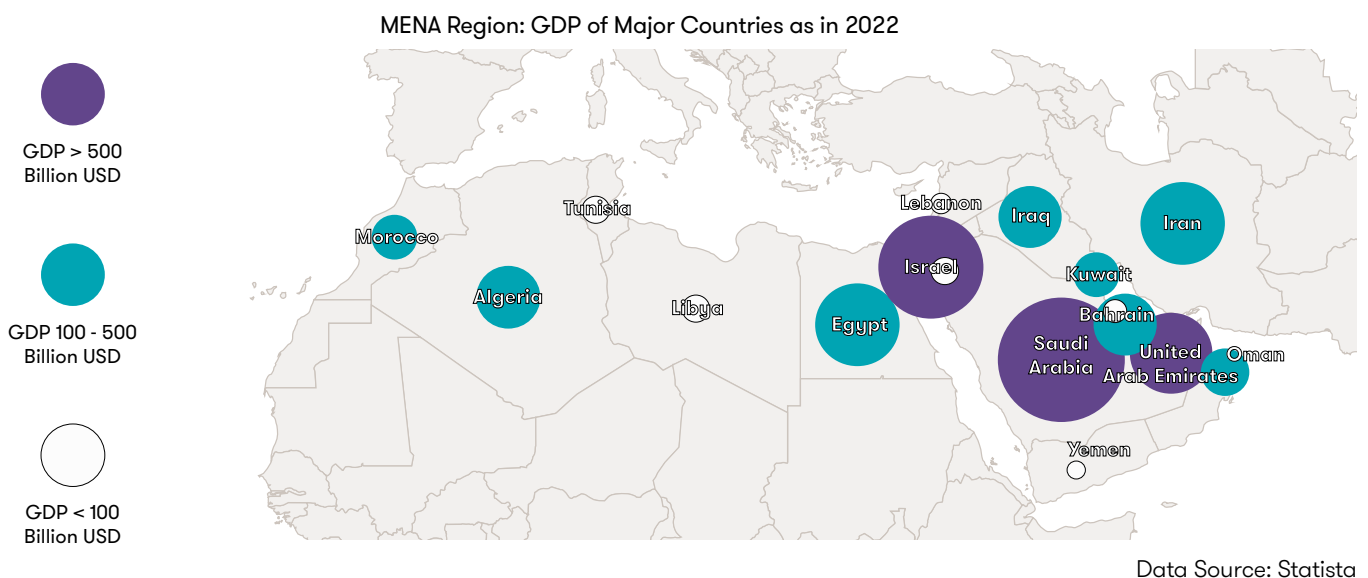 MENA Region: GDP of Major Countries as in 2022
GDP > 500
Billion USD
GDP 100 - 500
Billion USD
GDP < 100
Billion USD
Morocco
Algeria
Tunisia
Libya
Egypt
Lebanon
Israel
Iraq
Iran
Kuwait
Bahrain
Saudi
Arabia
United
Arab Emirates
Oman
Yemen
Data Source: Statista